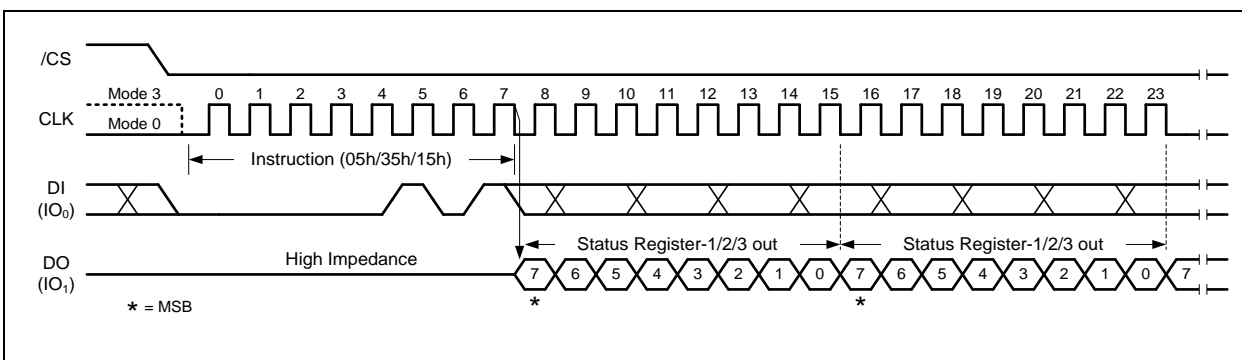 /CS
Mode 3
0 1 2 3 4 5 6 7 8 9 10 11 12 13 14 15 16 17 18 19 20 21 22 23
CLK
Mode 0
Instruction (05h/35h/15h)
DI
(IO₀)
Status Register-1/2/3 out Status Register-1/2/3 out
High Impedance
DO
(IO₁)
7 6 5 4 3 2 1 0 7 6 5 4 3 2 1 0 7
* *
* = MSB